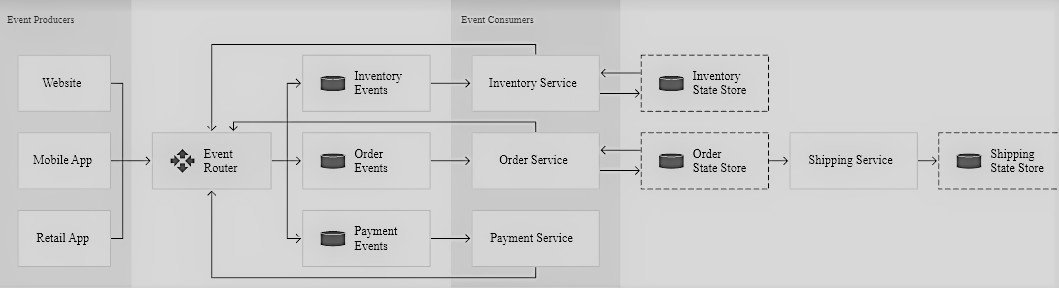 Event Producers
Event Consumers
Website
Inventory
Events
Inventory Service
Inventory
State Store
Mobile App
Event
Router
Order
Events
Order Service
Order
State Store
Shipping Service
Shipping
State Store
Retail App
Payment
Events
Payment Service